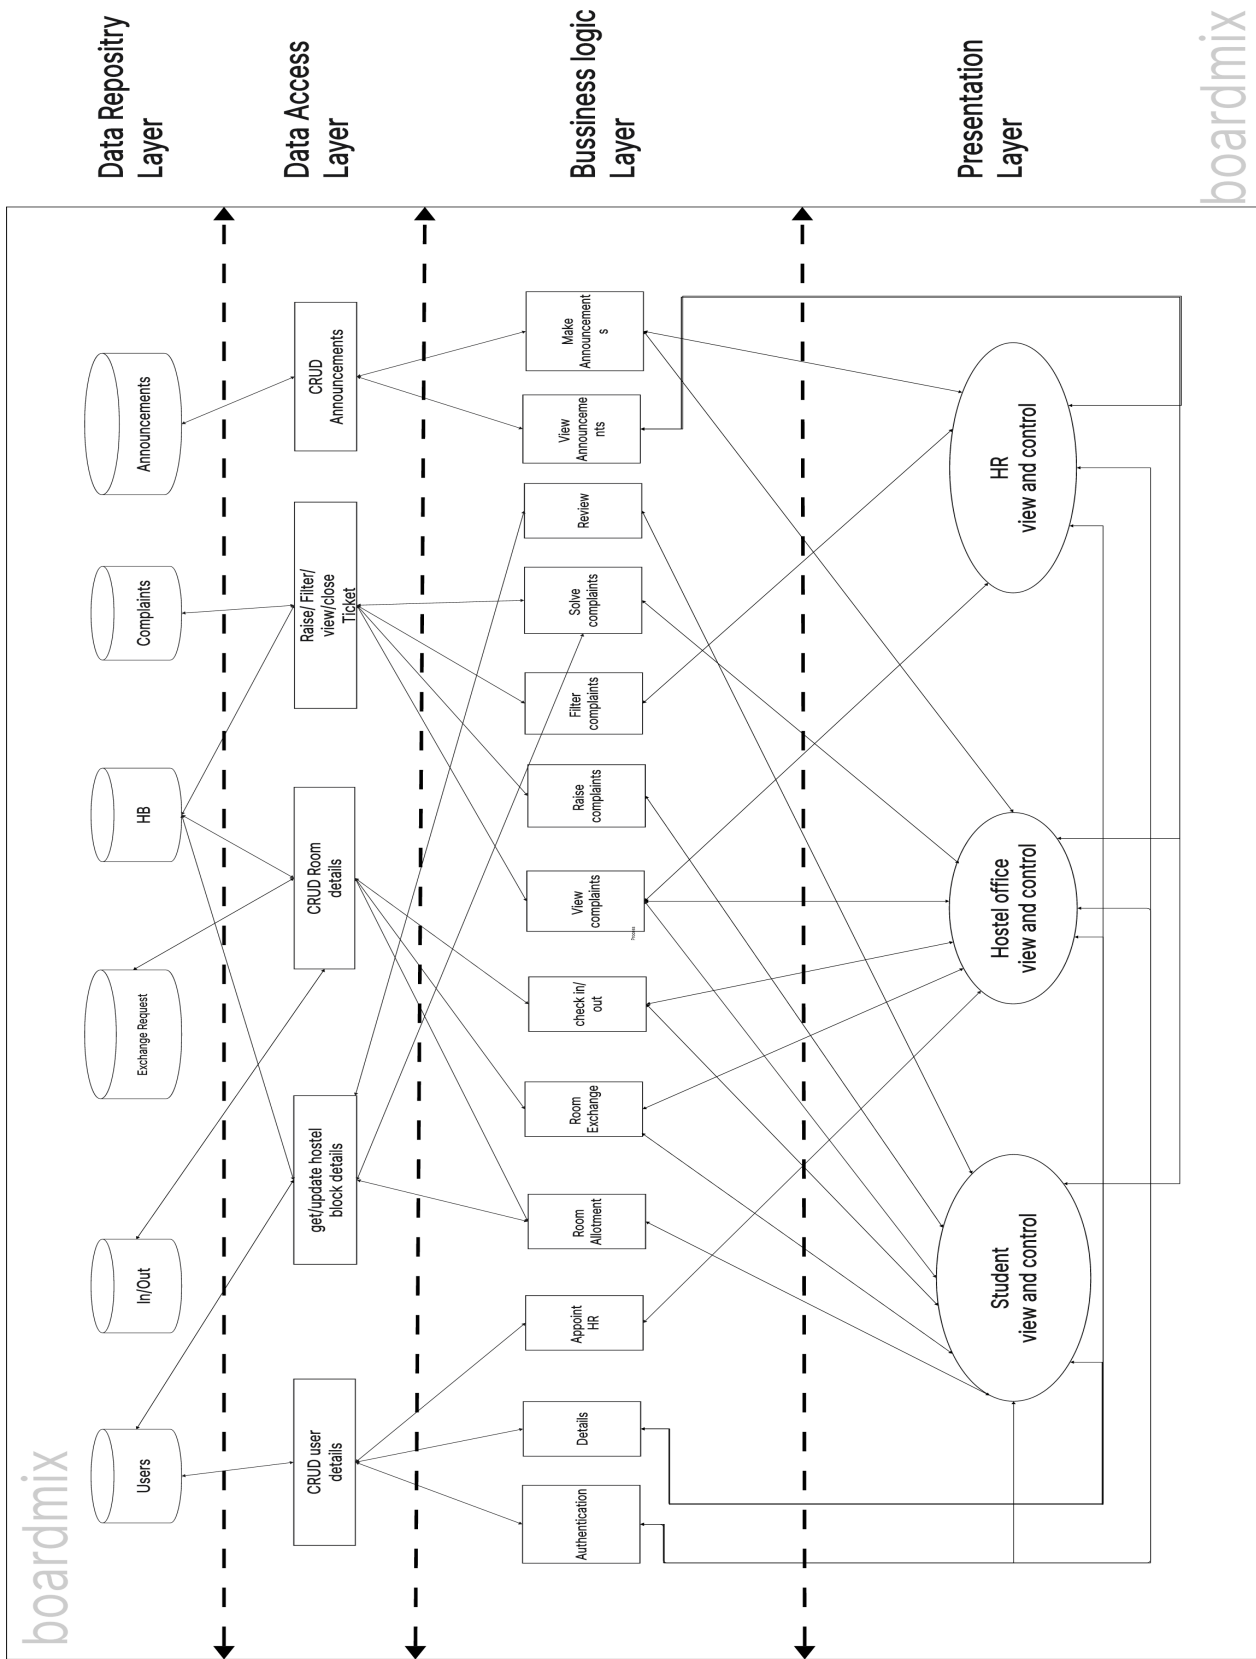 boardmix
Data Repositry
Layer
Users
In/Out
Exchange Request
HB
Complaints
Announcements
Data Access
Layer
CRUD user
details
get/update hostel
block details
CRUD Room
details
Raise/ Filter/
view/close
Ticket
CRUD
Announcements
Bussiness logic
Layer
Authentication
Details
Appoint
HR
Room
Allotment
Room
Exchange
check in/
out
View
complaints
Process
Raise
complaints
Filter
complaints
Solve
complaints
Review
View
Announceme
nts
Make
Announcement
s
Presentation
Layer
Student
view and control
Hostel office
view and control
HR
view and control
boardmix